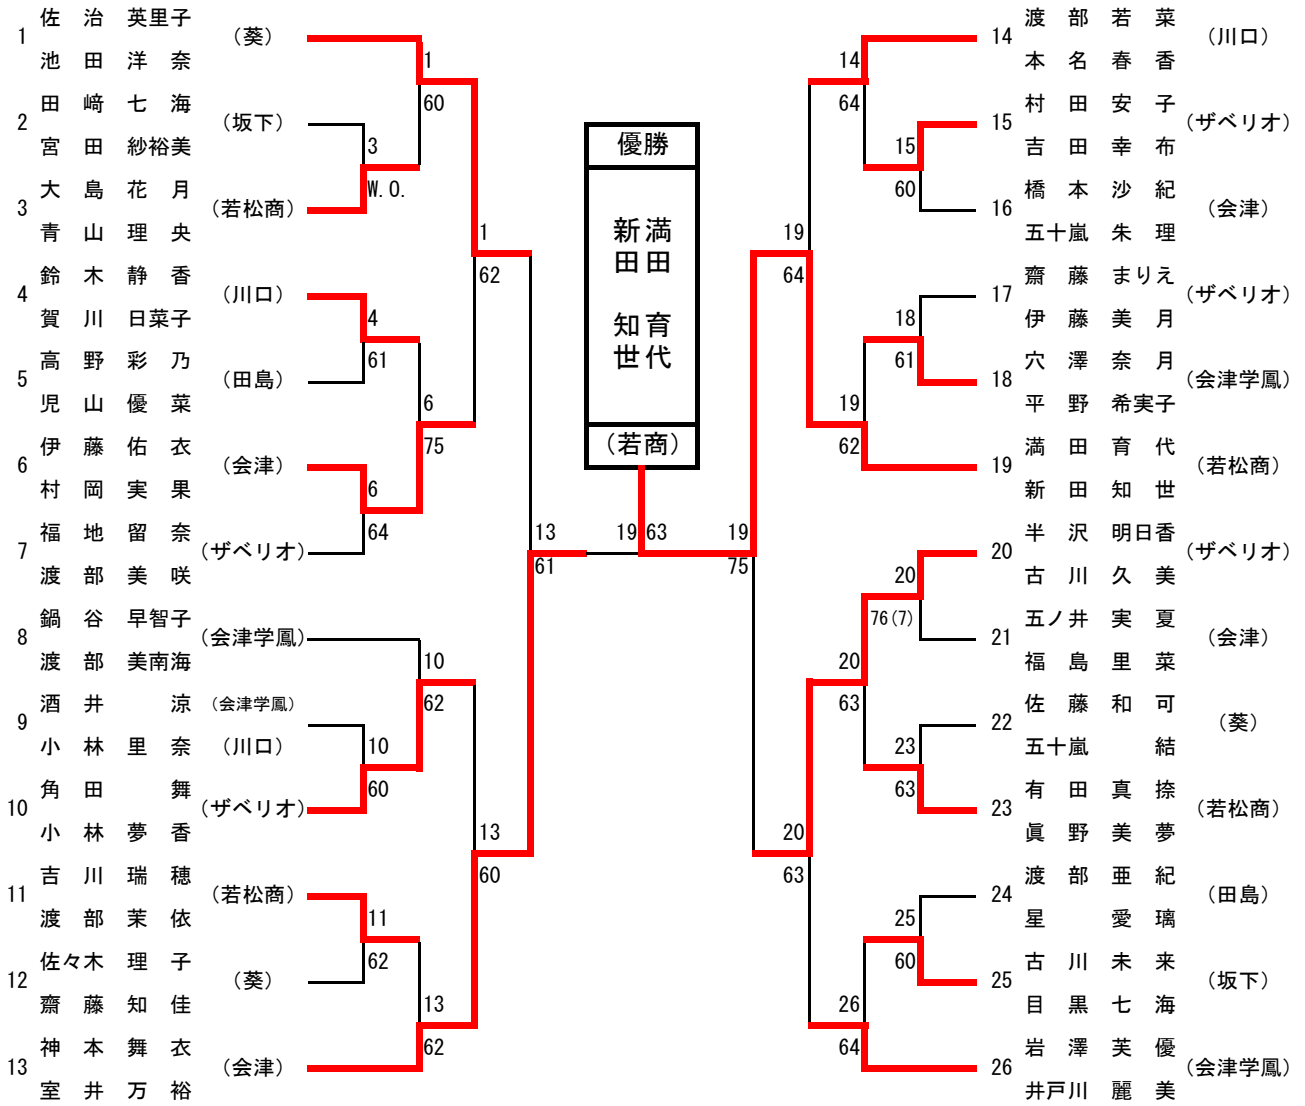 1 佐 治 英里子 (葵)
池 田 洋 奈
2 田 﨑 七 海 (坂下)
宮 田 紗裕美
3 大 島 花 月 (若松商)
青 山 理 央
4 鈴 木 静 香 (川口)
賀 川 日菜子
5 高 野 彩 乃 (田島)
児 山 優 菜
6 伊 藤 佑 衣 (会津)
村 岡 実 果
7 福 地 留 奈 (ザベリオ)
渡 部 美 咲
8 鍋 谷 早智子 (会津学鳳)
渡 部 美南海
9 酒 井 涼 (会津学鳳)
小 林 里 奈 (川口)
10 角 田 舞 (ザベリオ)
小 林 夢 香
11 吉 川 瑞 穂 (若松商)
渡 部 茉 依
12 佐々木 理 子 (葵)
齋 藤 知 佳
13 神 本 舞 衣 (会津)
室 井 万 裕
1
60
3
W.O.
1
62
4
61
6
75
6
64
13
61
10
62
10
60
13
60
11
62
13
62
優勝
新満
田田
知育
世代
(若商)
19 63
14
64
15
60
19
64
18
61
19
62
19
75
20
76(7)
20
63
23
63
20
63
25
60
26
64
14 渡 部 若 菜 (川口)
本 名 春 香
15 村 田 安 子 (ザベリオ)
吉 田 幸 布
16 橋 本 沙 紀 (会津)
五十嵐 朱 理
17 齋 藤 まりえ (ザベリオ)
伊 藤 美 月
18 穴 澤 奈 月 (会津学鳳)
平 野 希実子
19 満 田 育 代 (若松商)
新 田 知 世
20 半 沢 明日香 (ザベリオ)
古 川 久 美
21 五ノ井 実 夏 (会津)
福 島 里 菜
22 佐 藤 和 可 (葵)
五十嵐 結
23 有 田 真 捺 (若松商)
眞 野 美 夢
24 渡 部 亜 紀 (田島)
星 愛 璃
25 古 川 未 来 (坂下)
目 黒 七 海
26 岩 澤 芙 優 (会津学鳳)
井戸川 麗 美